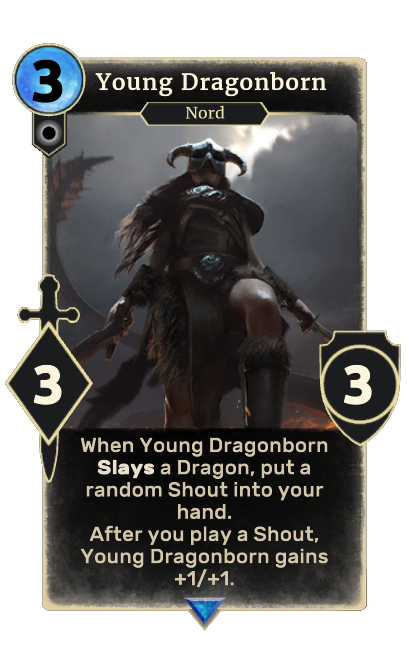 3
Young Dragonborn
Nord
3
3
When Young Dragonborn
Slays a Dragon, put a
random Shout into your
hand.
After you play a Shout,
Young Dragonborn gains
+1/+1.